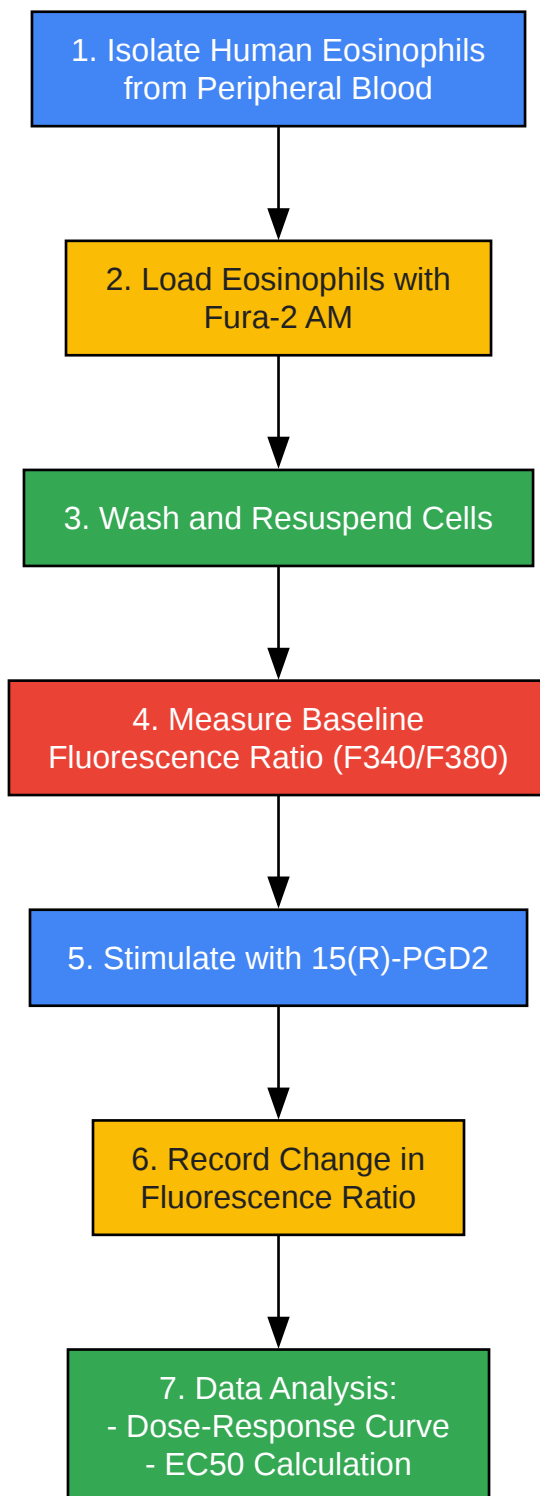 1. Isolate Human Eosinophils
from Peripheral Blood
2. Load Eosinophils with
Fura-2 AM
3. Wash and Resuspend Cells
4. Measure Baseline
Fluorescence Ratio (F340/F380)
5. Stimulate with 15(R)-PGD2
6. Record Change in
Fluorescence Ratio
7. Data Analysis:
- Dose-Response Curve
- EC50 Calculation